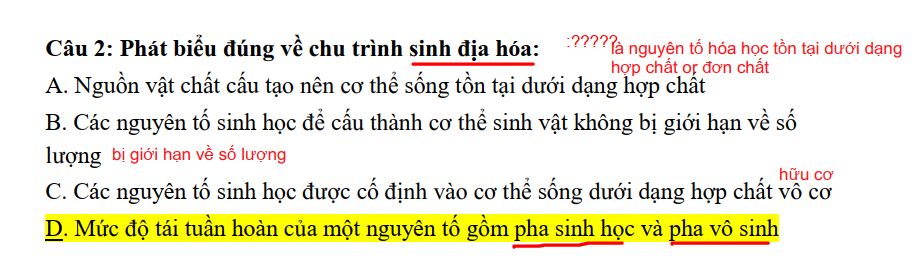 Câu 2: Phát biểu đúng về chu trình sinh địa hóa: :????? là nguyên tố hóa học tồn tại dưới dạng
hợp chất or đơn chất
A. Nguồn vật chất cấu tạo nên cơ thể sống tồn tại dưới dạng hợp chất
B. Các nguyên tố sinh học để cấu thành cơ thể sinh vật không bị giới hạn về số
lượng bị giới hạn về số lượng
hữu cơ
C. Các nguyên tố sinh học được cố định vào cơ thể sống dưới dạng hợp chất vô cơ
D. Mức độ tái tuần hoàn của một nguyên tố gồm pha sinh học và pha vô sinh